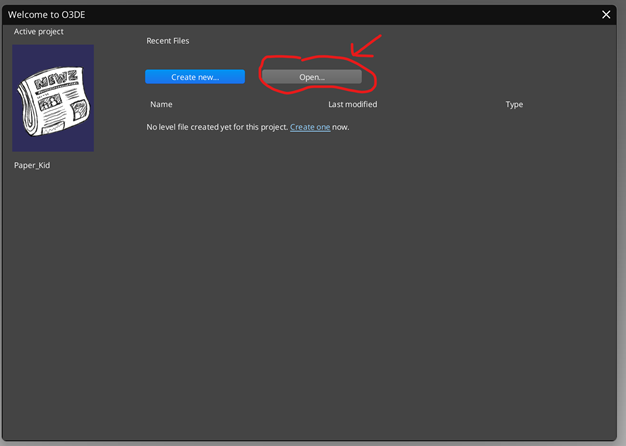 Welcome to O3DE
Active project
Recent Files
NEWZ
Create new...
Open...
Name Last modified Type
No level file created yet for this project. Create one now.
Paper_Kid